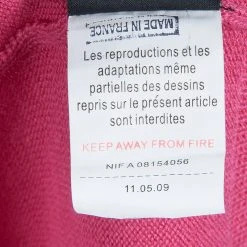 MADE IN FRANCE
Les reproductions et les
adaptations même
partielles des dessins
repris sur le présent article
sont interdites
KEEP AWAY FROM FIRE
NIF A 08154056
11.05.09